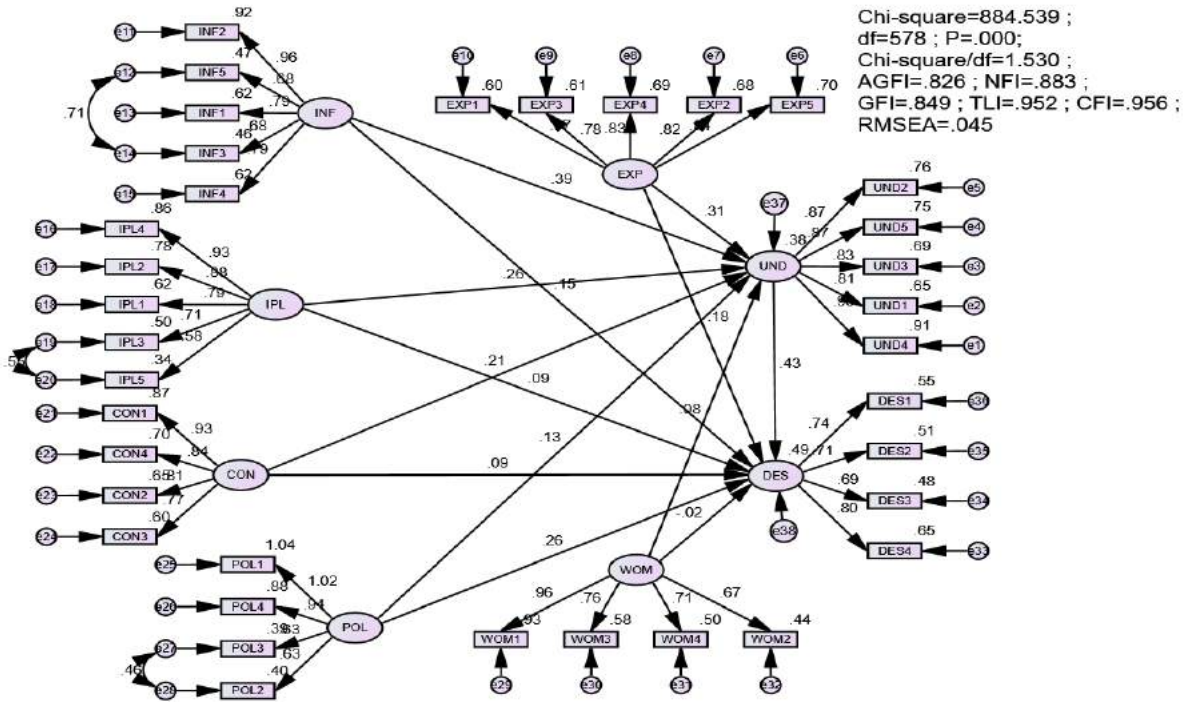 Chi-square=884.539 ;
df=578 ; P=.000;
Chi-square/df=1.530 ;
AGFI=.826 ; NFI=.883 ;
GFI=.849 ; TLI=.952 ; CFI=.956 ;
RMSEA=.045
.92
e11 INF2
.96
.47
e12 INF5
.68
.62
e13 INF1
.79
INF
.71
.68
.46
e14 INF3
.79
.62
e15 INF4
e10 e9 e8 e7 e6
.60 .61 .69 .68 .70
EXP1 EXP3 EXP4 EXP2 EXP5
.78 .83 .82
EXP
.39
.31
.86
e16 IPL4
.93
.78
e17 IPL2
.88
.62
e18 IPL1
.79
IPL
.71
.50
e19 IPL3
.58
.34
e20 IPL5
.26
.15
.18
.21
.09
e37
.38
UND
.76
.87
UND2 e5
.75
.87
UND5 e4
.69
.83
UND3 e3
.81
.65
UND1 e2
.91
UND4 e1
.43
.87
e21 CON1
.93
.70
e22 CON4
.84
CON
.65
.81
e23 CON2
.77
.60
e24 CON3
.09
.13
.08
.49
DES
e38
.55
.74
DES1 e36
.71
.51
DES2 e35
.69
.48
DES3 e34
.80
.65
DES4 e33
1.04
e25 POL1
1.02
.88
e26 POL4
.94
POL
.39
.63
e27 POL3
.63
.46
.40
e28 POL2
.26
-.02
WOM
.96 .76 .71 .67
.93 .58 .50 .44
WOM1 WOM3 WOM4 WOM2
e29 e30 e31 e32